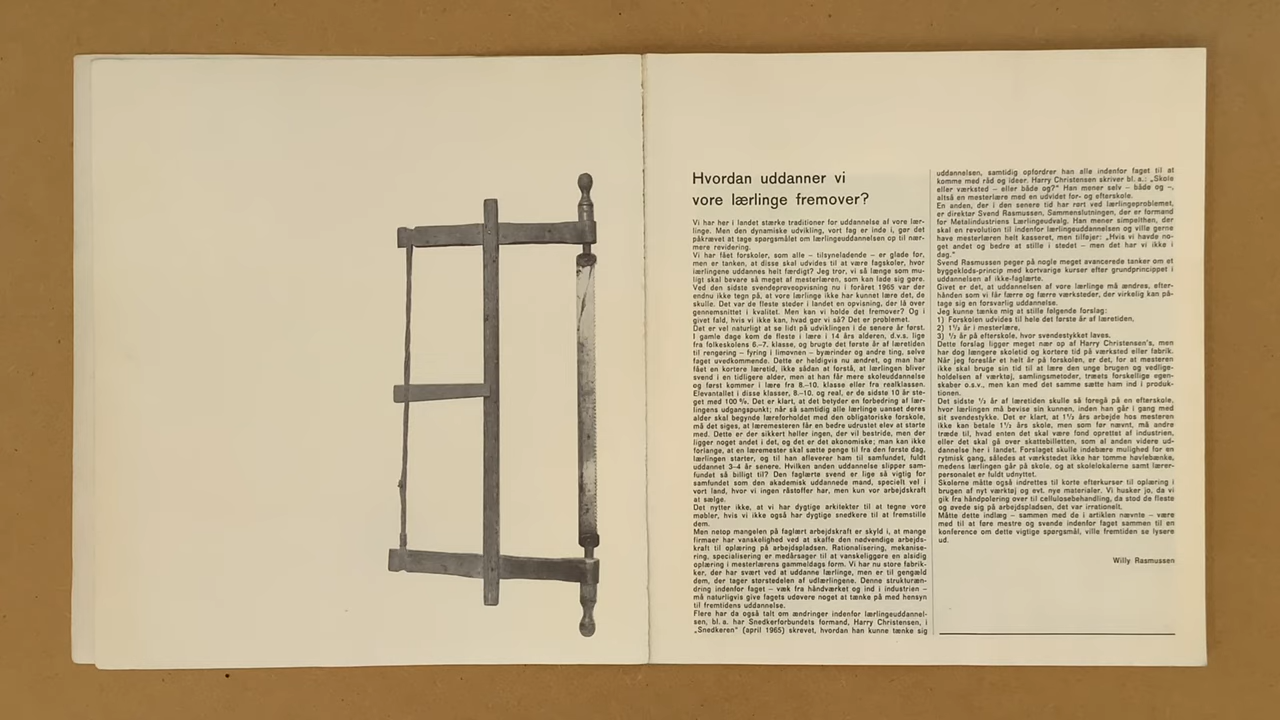 Hvordan uddanner vi
vore lærlinge fremover?
Vi har her i landet stærke traditioner for uddannelse af vore lær-
linge. Men den dynamiske udvikling, vort fag er inde i, gør det
påkrævet at tage spørgsmålet om lærlingeuddannelsen op til nær-
mere revidering.
Vi har fået forskoler, som alle – tilsyneladende – er glade for,
men er tanken, at disse skal udvides til at være fagskoler, hvor
lærlingene uddannes helt færdigt? Jeg tror, vi så længe som mu-
ligt skal bevare så meget af mesterlæren, som kan lade sig gøre.
Ved den sidste svendeprøveopvisning nu i foråret 1965 var der
endnu ikke tegn på, at vore lærlinge ikke har kunnet lære det, de
skulle. Det var de fleste steder i landet en opvisning, der lå over
gennemsnittet i kvalitet. Men kan vi holde det fremover? Og i
givet fald, hvis vi ikke kan, hvad gør vi så? Det er problemet.
Det er vel naturligt at se lidt på udviklingen i de senere år først.
I gamle dage kom de fleste i lære i 14 års alderen, d.v.s. lige
fra folkeskolens 6.–7. klasse, og brugte det første år af læretiden
til rengøring – fyring i limovnen – byærinder og andre ting, selve
faget uvedkommende. Dette er heldigvis nu ændret, og man har
fået en kortere læretid, ikke sådan at forstå, at lærlingen bliver
svend i en tidligere alder, men at han får mere skoleuddannelse
og først kommer i lære fra 8.–10. klasse eller fra realklassen.
Elevantallet i disse klasser, 8.–10. og real, er de sidste 10 år ste-
get med 100 %. Det er klart, at det betyder en forbedring af lær-
lingens udgangspunkt; når så samtidig alle lærlinge uanset deres
alder skal begynde læreforholdet med den obligatoriske forskole,
må det siges, at læremesteren får en bedre udrustet elev at starte
med. Dette er der sikkert heller ingen, der vil bestride, men der
ligger noget andet i det, og det er det økonomiske; man kan ikke
forlange, at en læremester skal sætte penge til fra den første dag,
lærlingen starter, og til han afleverer ham til samfundet, fuldt
uddannet 3–4 år senere. Hvilken anden uddannelse slipper sam-
fundet så billigt til? Den faglærte svend er lige så vigtig for
samfundet som den akademisk uddannede mand, specielt vel i
vort land, hvor vi ingen råstoffer har, men kun vor arbejdskraft
at sælge.
Det nytter ikke, at vi har dygtige arkitekter til at tegne vore
møbler, hvis vi ikke også har dygtige snedkere til at fremstille
dem.
Men netop mangelen på faglært arbejdskraft er skyld i, at mange
firmaer har vanskelighed ved at skaffe den nødvendige arbejds-
kraft til oplæring på arbejdspladsen. Rationalisering, mekanise-
ring, specialisering er medårsager til at vanskeliggøre en alsidig
oplæring i mesterlærens gammeldags form. Vi har nu store fabrik-
ker, der har svært ved at uddanne lærlinge, men er til gengæld
dem, der tager størstedelen af udlærlingene. Denne strukturæn-
dring indenfor faget – væk fra håndværket og ind i industrien –
må naturligvis give fagets udøvere noget at tænke på med hensyn
til fremtidens uddannelse.
Flere har da også talt om ændringer indenfor lærlingeuddannel-
sen, bl. a. har Snedkerforbundets formand, Harry Christensen, i
„Snedkeren" (april 1965) skrevet, hvordan han kunne tænke sig
uddannelsen, samtidig opfordrer han alle indenfor faget til at
komme med råd og ideer. Harry Christensen skriver bl. a.: „Skole
eller værksted – eller både og?" Han mener selv – både og –,
altså en mesterlære med en udvidet for- og efterskole.
En anden, der i den senere tid har rørt ved lærlingeproblemet,
er direktør Svend Rasmussen, Sammenslutningen, der er formand
for Metalindustriens Lærlingeudvalg. Han mener simpelthen, der
skal en revolution til indenfor lærlingeuddannelsen og ville gerne
have mesterlæren helt kasseret, men tilføjer: „Hvis vi havde no-
get andet og bedre at stille i stedet – men det har vi ikke i
dag."
Svend Rasmussen peger på nogle meget avancerede tanker om et
byggeklods-princip med kortvarige kurser efter grundprincippet i
uddannelsen af ikke-faglærte.
Givet er det, at uddannelsen af vore lærlinge må ændres, efter-
hånden som vi får færre og færre værksteder, der virkelig kan på-
tage sig en forsvarlig uddannelse.
Jeg kunne tænke mig at stille følgende forslag:
1) Forskolen udvides til hele det første år af læretiden,
2) 1½ år i mesterlære,
3) ½ år på efterskole, hvor svendestykket laves.
Dette forslag ligger meget nær op af Harry Christensen's, men
har dog længere skoletid og kortere tid på værksted eller fabrik.
Når jeg foreslår et helt år på forskolen, er det, for at mesteren
ikke skal bruge sin tid til at lære den unge brugen og vedlige-
holdelsen af værktøj, samlingsmetoder, træets forskellige egen-
skaber o.s.v., men kan med det samme sætte ham ind i produk-
tionen.
Det sidste ½ år af læretiden skulle så foregå på en efterskole,
hvor lærlingen må bevise sin kunnen, inden han går i gang med
sit svendestykke. Det er klart, at 1½ års arbejde hos mesteren
ikke kan betale 1½ års skole, men som før nævnt, må andre
træde til, hvad enten det skal være fond oprettet af industrien,
eller det skal gå over skattebilletten, som al anden videre ud-
dannelse her i landet. Forslaget skulle indebære mulighed for en
rytmisk gang, således at værkstedet ikke har tomme høvlebænke,
medens lærlingen går på skole, og at skolelokalerne samt lærer-
personalet er fuldt udnyttet.
Skolerne måtte også indrettes til korte efterkurser til oplæring i
brugen af nyt værktøj og evt. nye materialer. Vi husker jo, da vi
gik fra håndpolering over til cellulosebehandling, da stod de fleste
og øvede sig på arbejdspladsen, det var irrationelt.
Måtte dette indlæg – sammen med de i artiklen nævnte – være
med til at føre mestre og svende indenfor faget sammen til en
konference om dette vigtige spørgsmål, ville fremtiden se lysere
ud.
Willy Rasmussen